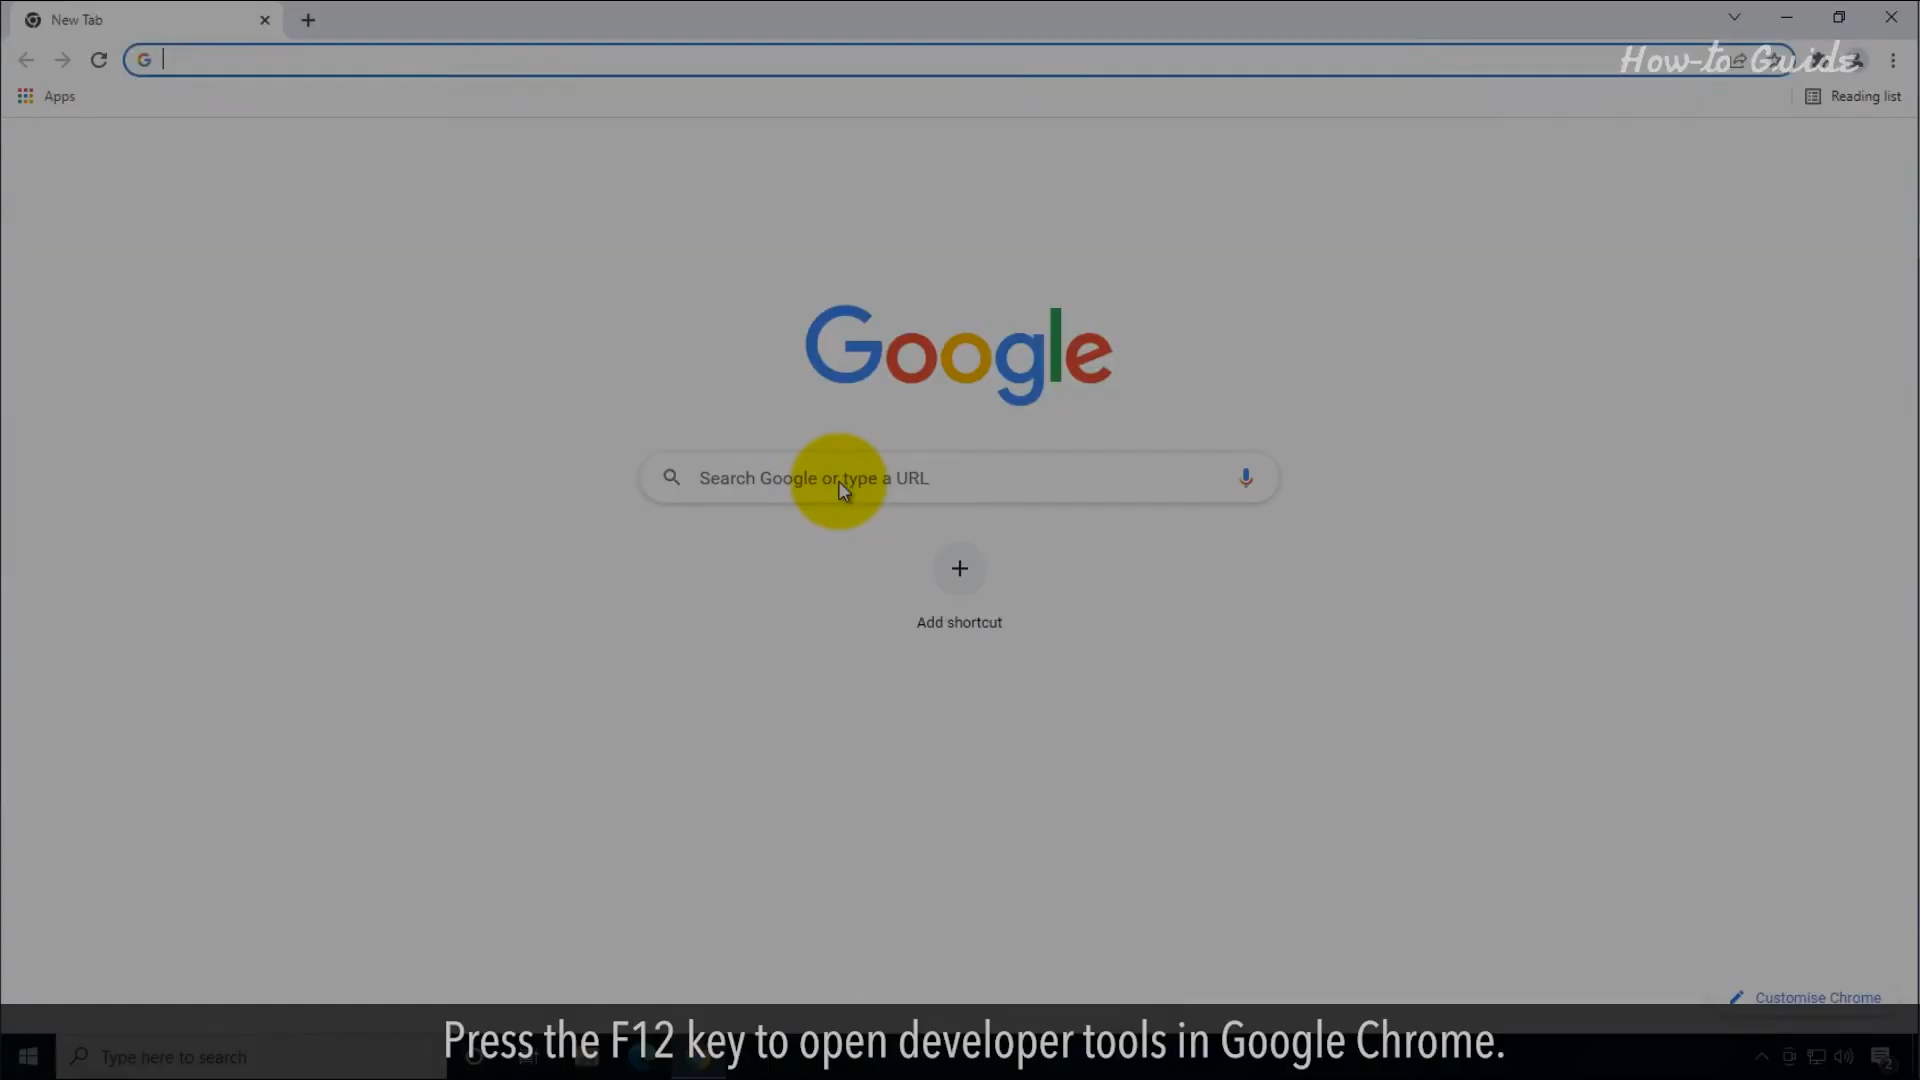 New Tab
How-to Guide
Apps
Reading list
Google
Search Google or type a URL
Add shortcut
Customise Chrome
Press the F12 key to open developer tools in Google Chrome.
Type here to search
2